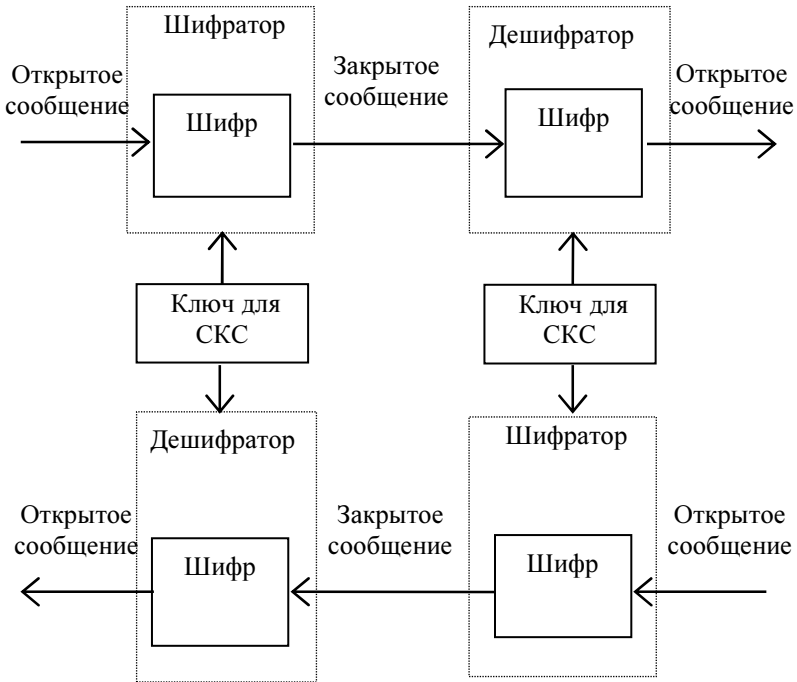 Шифратор
Дешифратор
Открытое
сообщение
Закрытое
сообщение
Открытое
сообщение
Шифр
Шифр
Ключ для
СКС
Ключ для
СКС
Дешифратор
Шифратор
Открытое
сообщение
Закрытое
сообщение
Открытое
сообщение
Шифр
Шифр